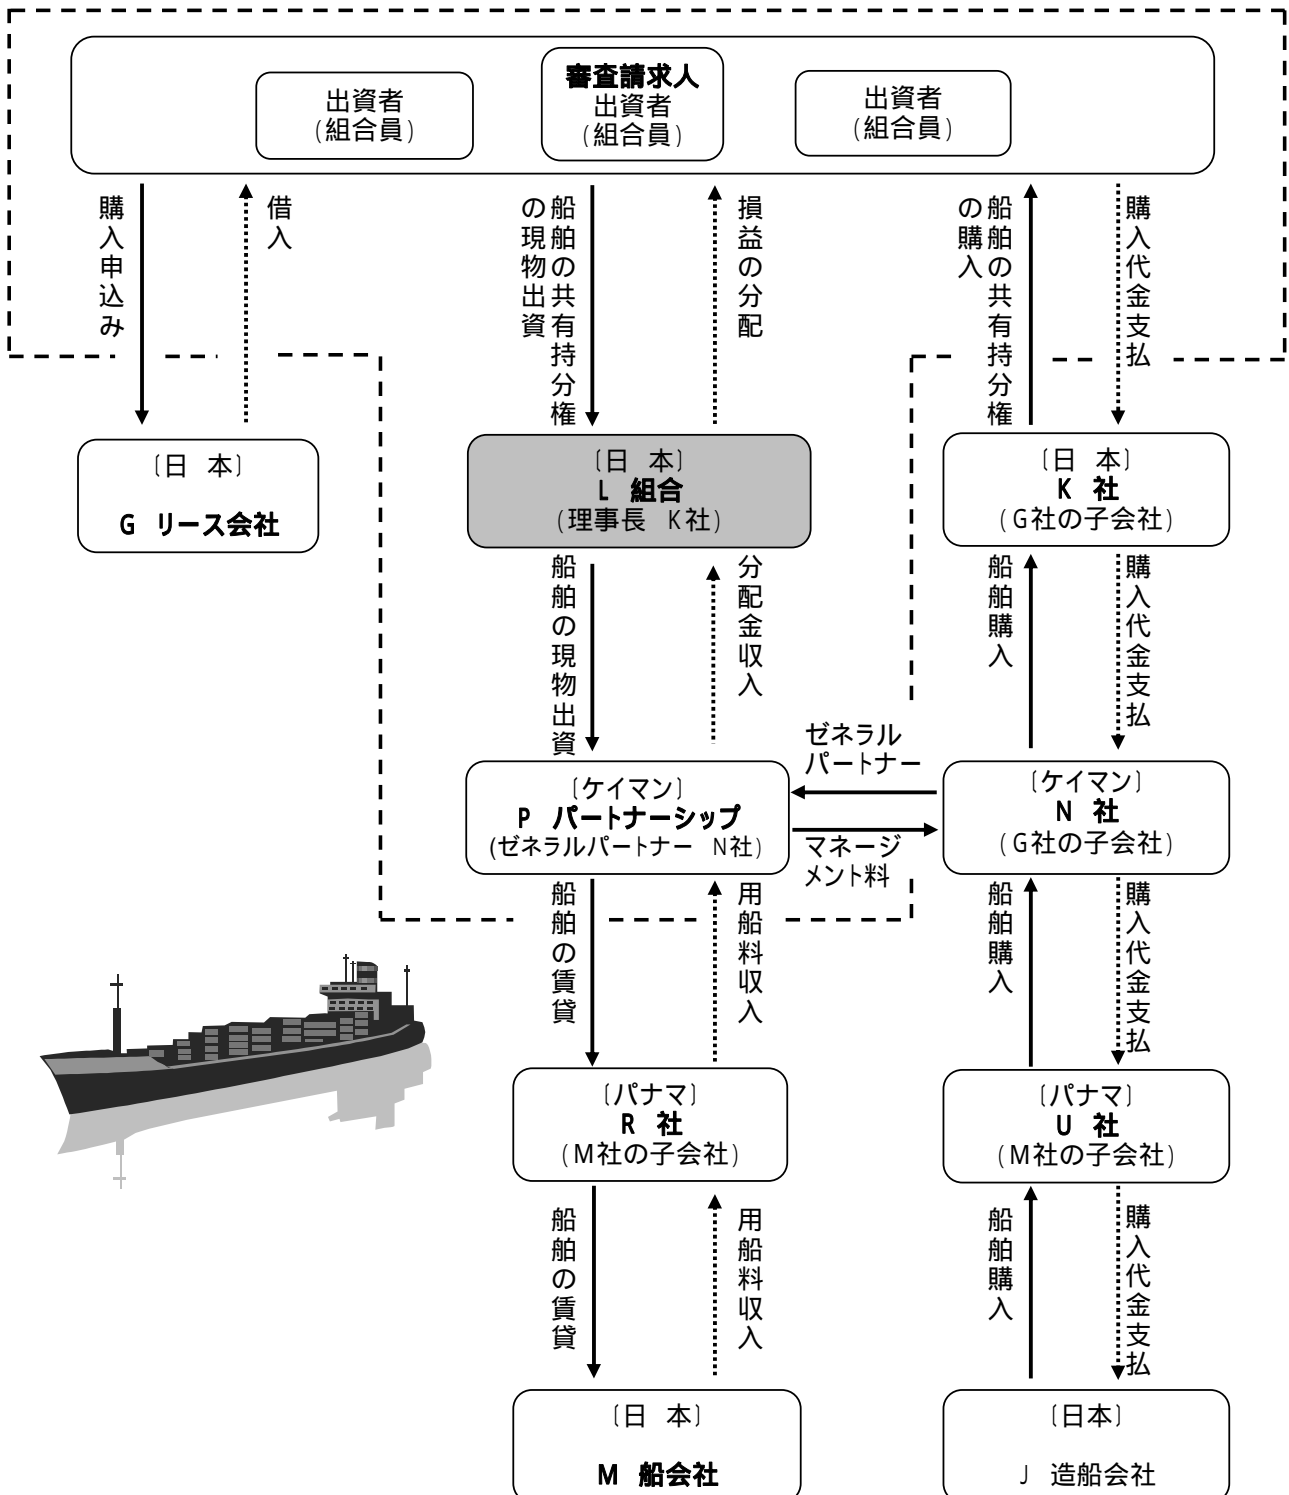 出資者
(組合員)
審査請求人
出資者
(組合員)
出資者
(組合員)
購入申込み
借入
船舶の共有持分権
の現物出資
損益の分配
船舶の共有持分権
の購入
購入代金支払
〔日 本〕
G リース会社
〔日 本〕
L 組合
(理事長 K社)
〔日 本〕
K 社
(G社の子会社)
船舶の現物出資
分配金収入
船舶購入
購入代金支払
ゼネラル
パートナー
マネージ
メント料
〔ケイマン〕
P パートナーシップ
(ゼネラルパートナー N社)
〔ケイマン〕
N 社
(G社の子会社)
船舶の賃貸
用船料収入
船舶購入
購入代金支払
〔パナマ〕
R 社
(M社の子会社)
〔パナマ〕
U 社
(M社の子会社)
船舶の賃貸
用船料収入
船舶購入
購入代金支払
〔日 本〕
M 船会社
〔日本〕
J 造船会社